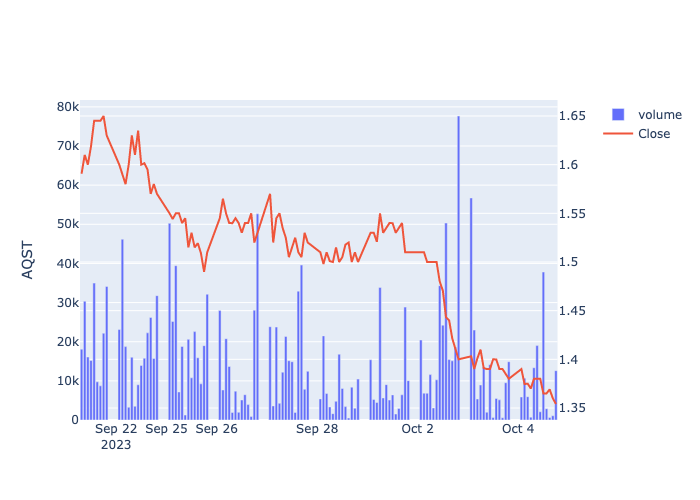 80k
70k
60k
50k
40k
30k
20k
10k
0
AQST
1.65
1.6
1.55
1.5
1.45
1.4
1.35
Sep 22 Sep 25 Sep 26 Sep 28 Oct 2 Oct 4
2023
volume
Close